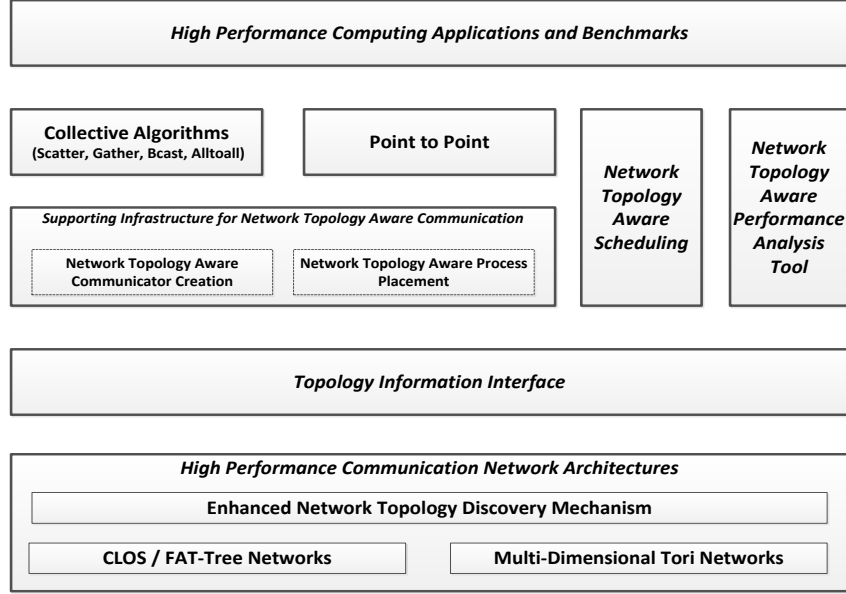 High Performance Computing Applications and Benchmarks
Collective Algorithms
(Scatter, Gather, Bcast, Alltoall)
Point to Point
Supporting Infrastructure for Network Topology Aware Communication
Network Topology Aware
Communicator Creation
Network Topology Aware Process
Placement
Network
Topology
Aware
Scheduling
Network
Topology
Aware
Performance
Analysis
Tool
Topology Information Interface
High Performance Communication Network Architectures
Enhanced Network Topology Discovery Mechanism
CLOS / FAT-Tree Networks
Multi-Dimensional Tori Networks